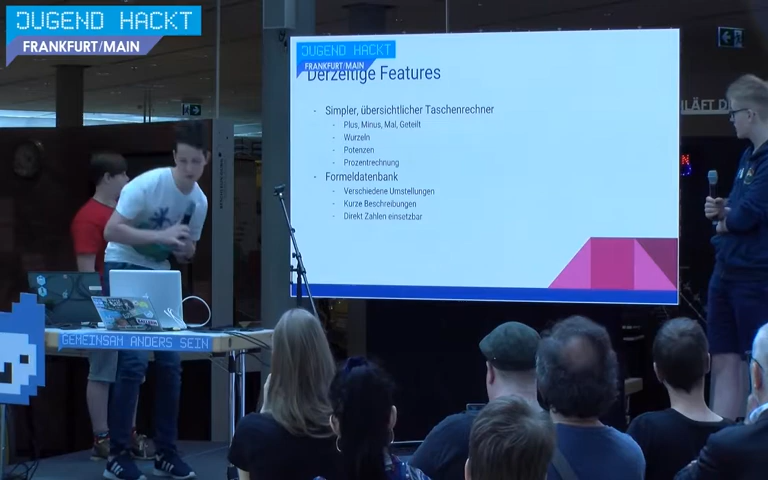 JUGEND HACKT
FRANKFURT/MAIN
JUGEND HACKT
FRANKFURT/MAIN
Derzeitige Features
- Simpler, übersichtlicher Taschenrechner
- Plus, Minus, Mal, Geteilt
- Wurzeln
- Potenzen
- Prozentrechnung
- Formeldatenbank
- Verschiedene Umstellungen
- Kurze Beschreibungen
- Direkt Zahlen einsetzbar
GEMEINSAM ANDERS SEIN